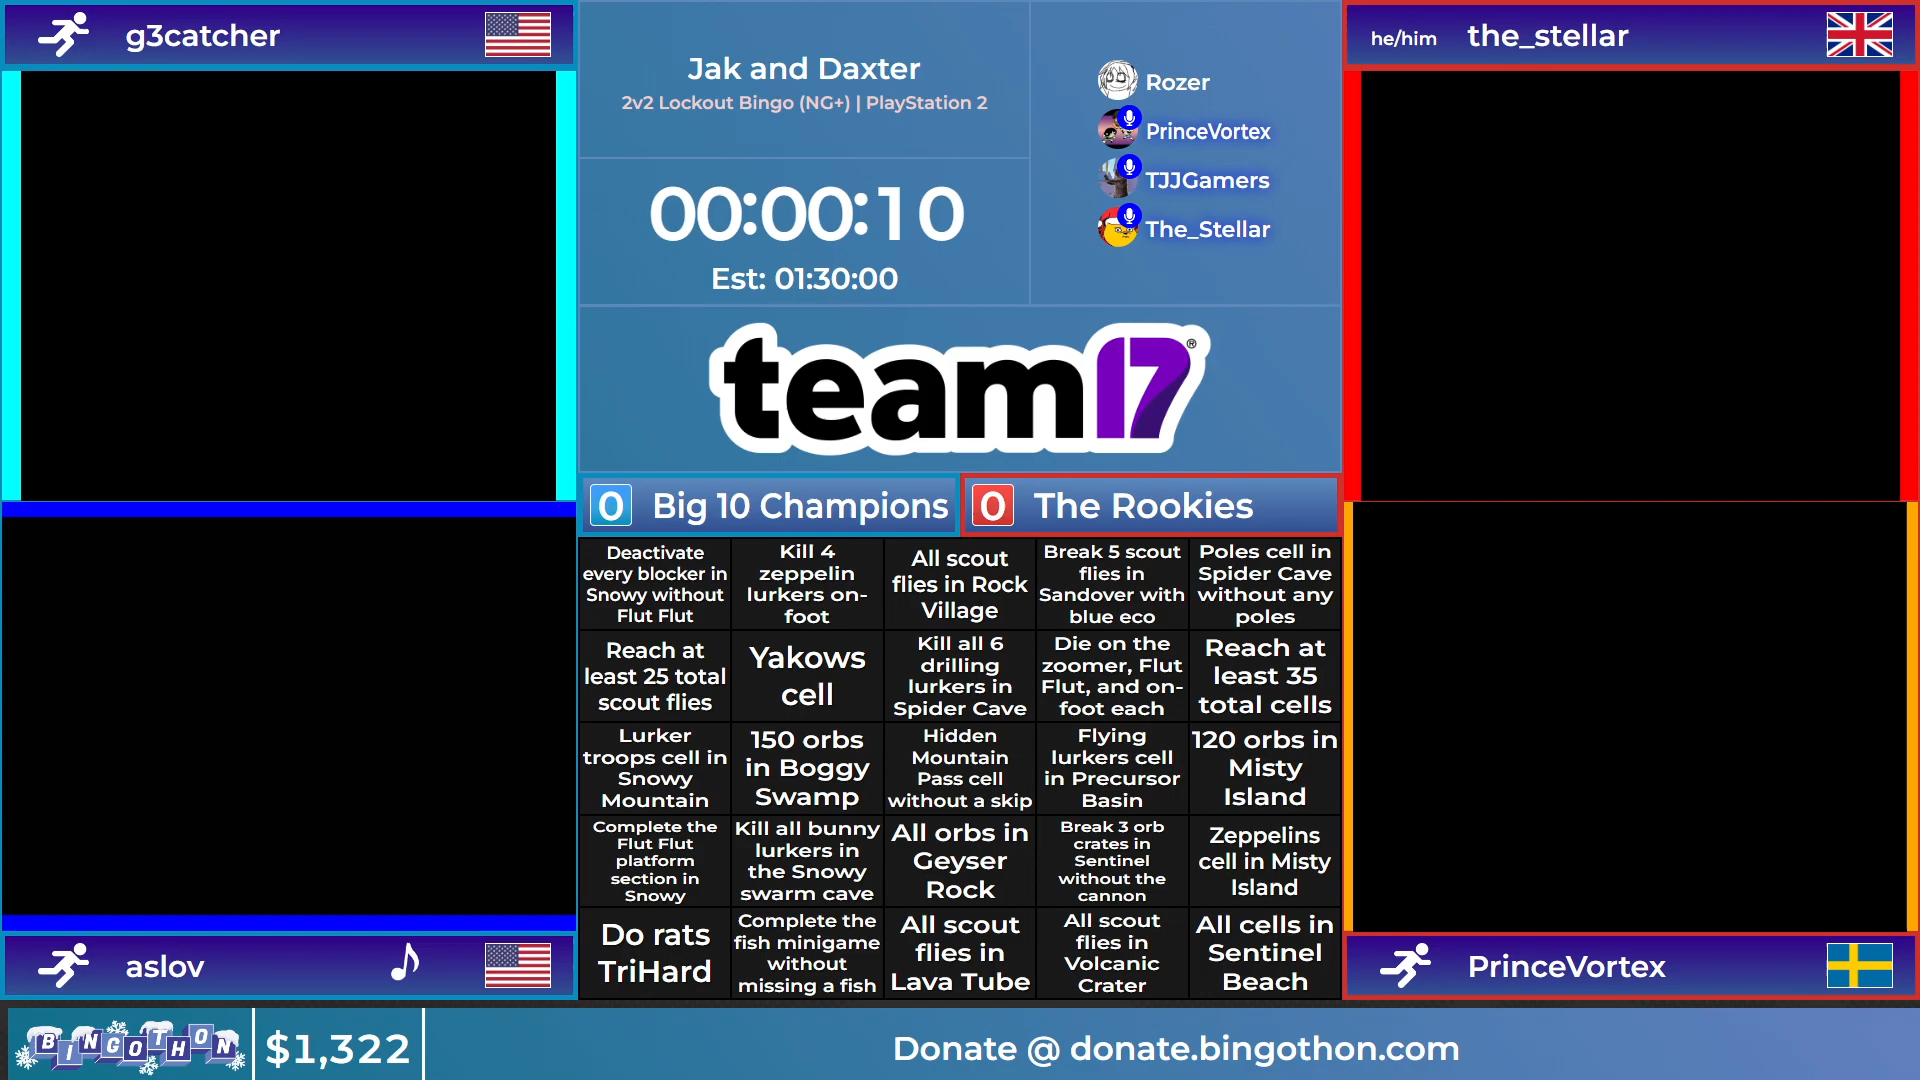 g3catcher
Jak and Daxter
2v2 Lockout Bingo (NG+) | PlayStation 2
00:00:10
Est: 01:30:00
Rozer
PrinceVortex
TJJGamers
The_Stellar
he/him the_stellar
team17®
0 Big 10 Champions
0 The Rookies
Deactivate
every blocker in
Snowy without
Flut Flut
Kill 4
zeppelin
lurkers on-
foot
All scout
flies in Rock
Village
Break 5 scout
flies in
Sandover with
blue eco
Poles cell in
Spider Cave
without any
poles
Reach at
least 25 total
scout flies
Yakows
cell
Kill all 6
drilling
lurkers in
Spider Cave
Die on the
zoomer, Flut
Flut, and on-
foot each
Reach at
least 35
total cells
Lurker
troops cell in
Snowy
Mountain
150 orbs
in Boggy
Swamp
Hidden
Mountain
Pass cell
without a skip
Flying
lurkers cell
in Precursor
Basin
120 orbs in
Misty
Island
Complete the
Flut Flut
platform
section in
Snowy
Kill all bunny
lurkers in
the Snowy
swarm cave
All orbs in
Geyser
Rock
Break 3 orb
crates in
Sentinel
without the
cannon
Zeppelins
cell in Misty
Island
Do rats
TriHard
Complete the
fish minigame
without
missing a fish
All scout
flies in
Lava Tube
All scout
flies in
Volcanic
Crater
All cells in
Sentinel
Beach
aslov
PrinceVortex
BINGOTHON
$1,322
Donate @ donate.bingothon.com